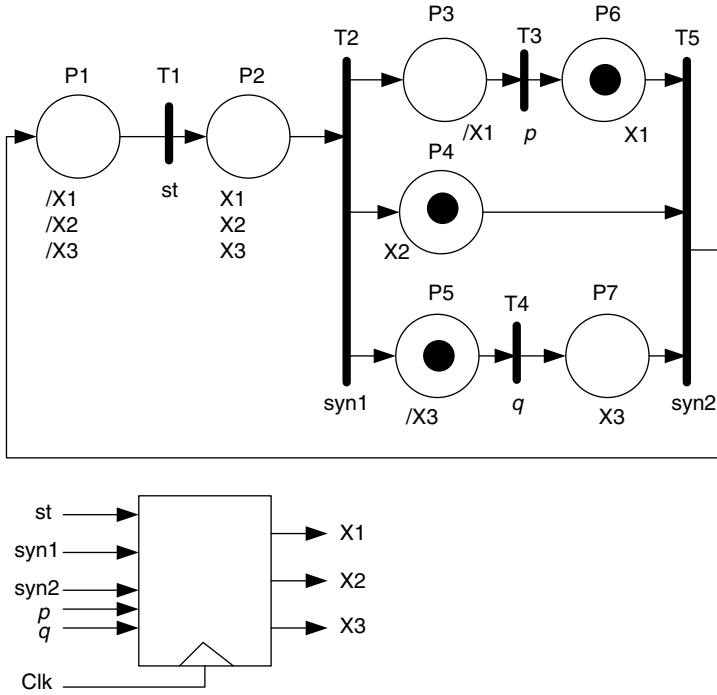 P3
P6
T2
T3
T5
P1
T1
P2
/X1
p
X1
P4
st
/X1
/X2
/X3
X1
X2
X3
X2
P5
T4
P7
syn1
/X3
q
X3
syn2
st
syn1
syn2
p
q
Clk
X1
X2
X3